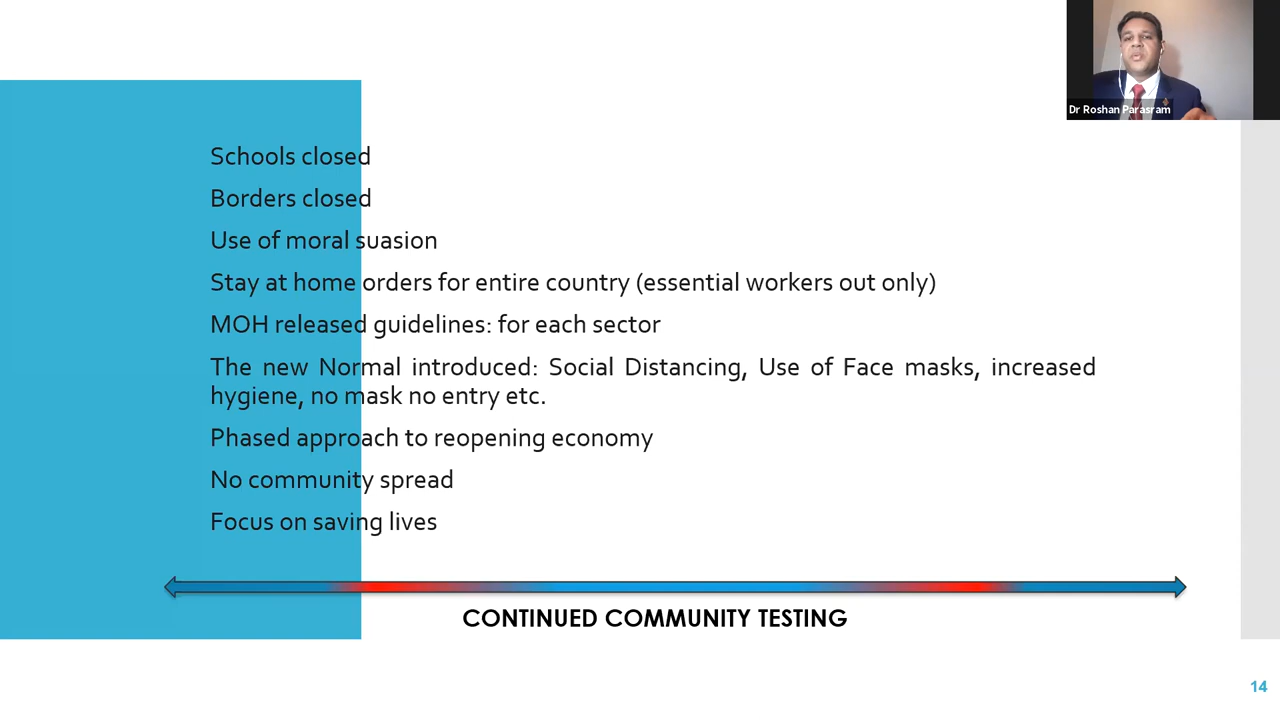 Dr Roshan Parasram
Schools closed
Borders closed
Use of moral suasion
Stay at home orders for entire country (essential workers out only)
MOH released guidelines: for each sector
The new Normal introduced: Social Distancing, Use of Face masks, increased
hygiene, no mask no entry etc.
Phased approach to reopening economy
No community spread
Focus on saving lives
CONTINUED COMMUNITY TESTING
14